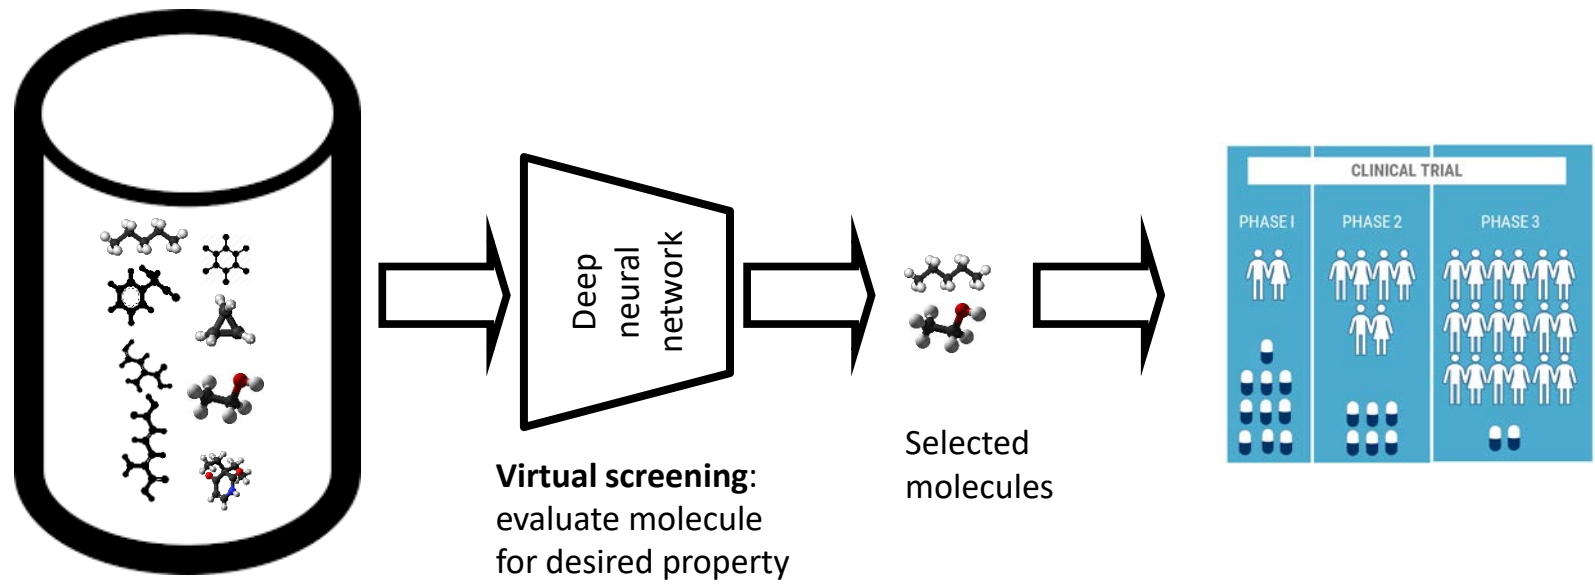 Deep
neural
network
Virtual screening:
evaluate molecule
for desired property
Selected
molecules
CLINICAL TRIAL
PHASE I
PHASE 2
PHASE 3